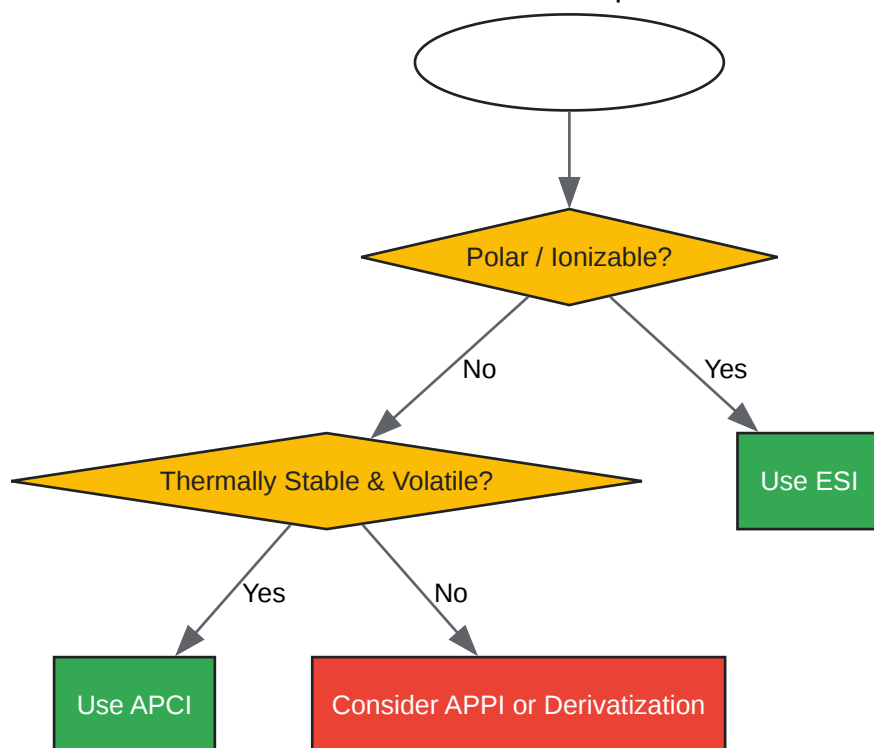 Polar / Ionizable?
No
Yes
Thermally Stable & Volatile?
Use ESI
Yes
No
Use APCI
Consider APPI or Derivatization